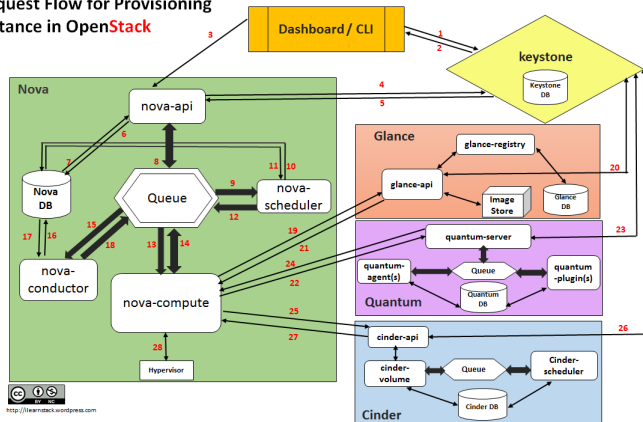 quest Flow for Provisioning
tance in OpenStack
Dashboard / CLI
1
2
3
keystone
Keystone
DB
Nova
nova-api
4
5
6
7
8
Queue
9
10
11
12
nova-
scheduler
Nova
DB
13
14
15
16
17
18
nova-
conductor
nova-compute
28
Hypervisor
Glance
glance-registry
glance-api
Image
Store
Glance
DB
19
20
21
22
23
24
quantum-server
quantum-
agent(s)
Queue
quantum
-plugin(s)
Quantum
DB
Quantum
25
26
27
cinder-api
cinder-
volume
Queue
Cinder-
scheduler
Cinder DB
Cinder
cc
BY NC
http://ilearnstack.wordpress.com